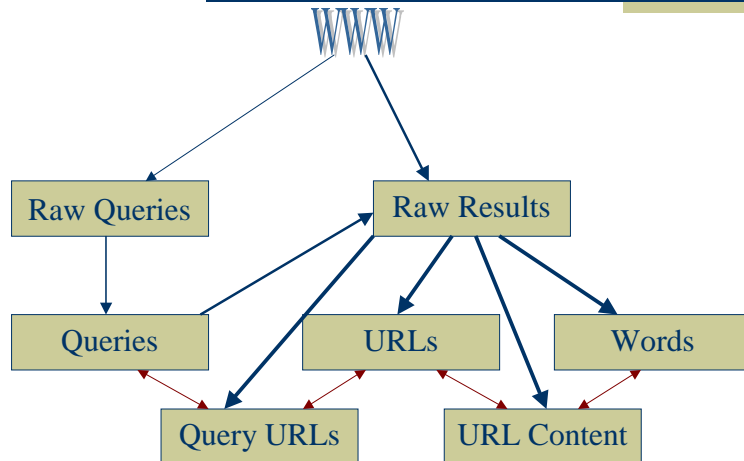 WWW
Raw Queries
Raw Results
Queries
URLs
Words
Query URLs
URL Content